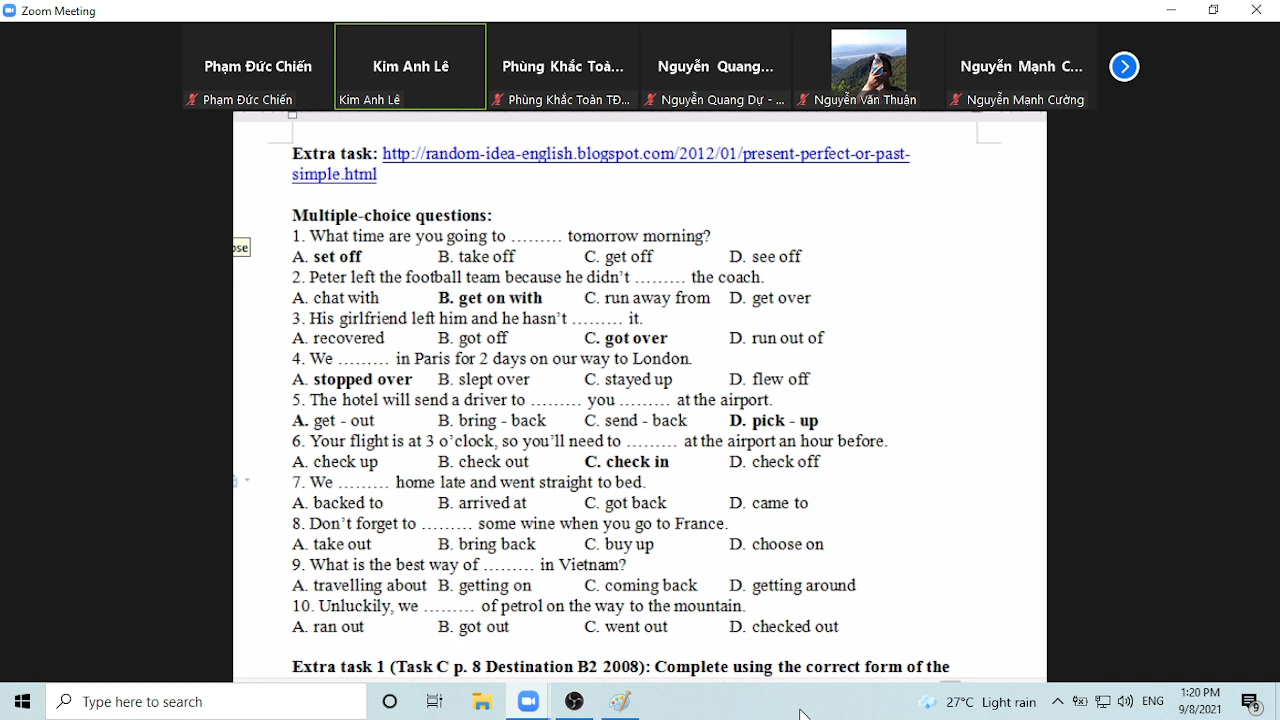 Zoom Meeting
Phạm Đức Chiến
Kim Anh Lê
Phùng Khắc Toà...
Nguyễn Quang...
Nguyễn Mạnh C...
Phạm Đức Chiến
Kim Anh Lê
Phùng Khắc Toàn TĐ...
Nguyễn Quang Dự - ...
Nguyễn Văn Thuận
Nguyễn Mạnh Cường
Extra task: http://random-idea-english.blogspot.com/2012/01/present-perfect-or-past-
simple.html
Multiple-choice questions:
1. What time are you going to ……… tomorrow morning?
A. set off B. take off C. get off D. see off
ose
2. Peter left the football team because he didn't ……… the coach.
A. chat with B. get on with C. run away from D. get over
3. His girlfriend left him and he hasn't ……… it.
A. recovered B. got off C. got over D. run out of
4. We ……… in Paris for 2 days on our way to London.
A. stopped over B. slept over C. stayed up D. flew off
5. The hotel will send a driver to ……… you ……… at the airport.
A. get - out B. bring - back C. send - back D. pick - up
6. Your flight is at 3 o'clock, so you'll need to ……… at the airport an hour before.
A. check up B. check out C. check in D. check off
7. We ……… home late and went straight to bed.
A. backed to B. arrived at C. got back D. came to
8. Don't forget to ……… some wine when you go to France.
A. take out B. bring back C. buy up D. choose on
9. What is the best way of ……… in Vietnam?
A. travelling about B. getting on C. coming back D. getting around
10. Unluckily, we ……… of petrol on the way to the mountain.
A. ran out B. got out C. went out D. checked out
Extra task 1 (Task C p. 8 Destination B2 2008): Complete using the correct form of the
Type here to search
27°C Light rain
ENG
1:20 PM
9/8/2021
9